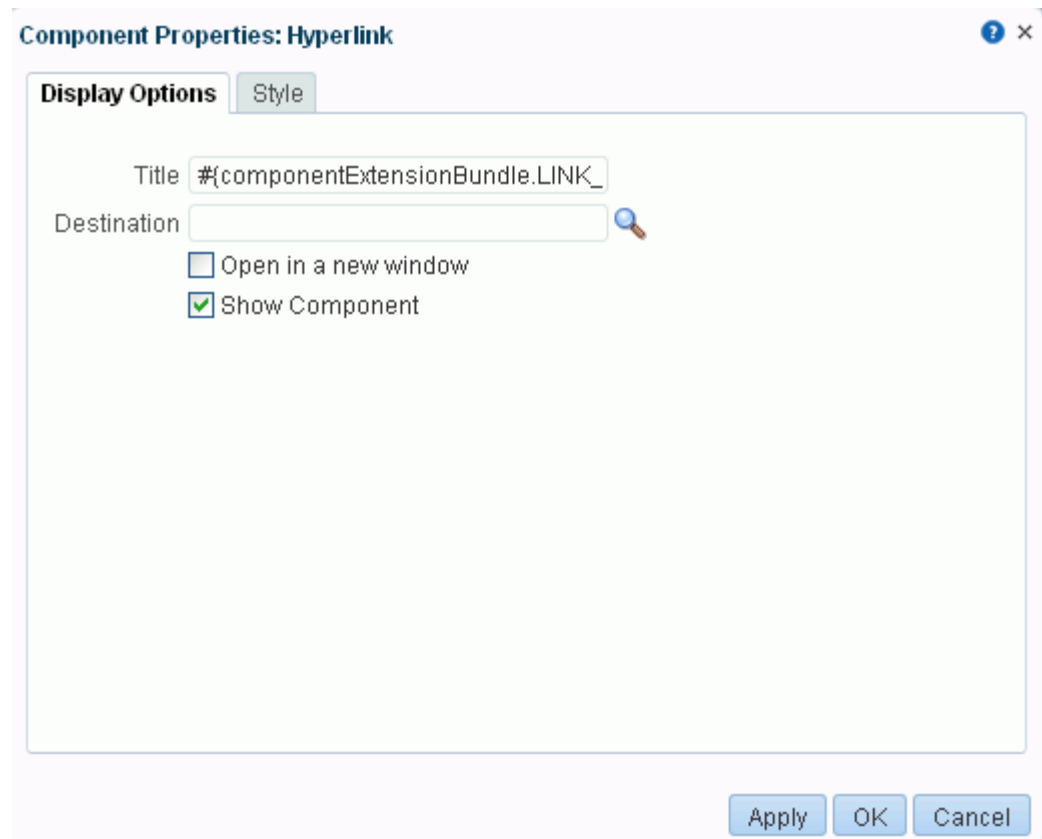 Component Properties: Hyperlink
Display Options Style
Title #{componentExtensionBundle.LINK_
Destination
Open in a new window
Show Component
Apply OK Cancel